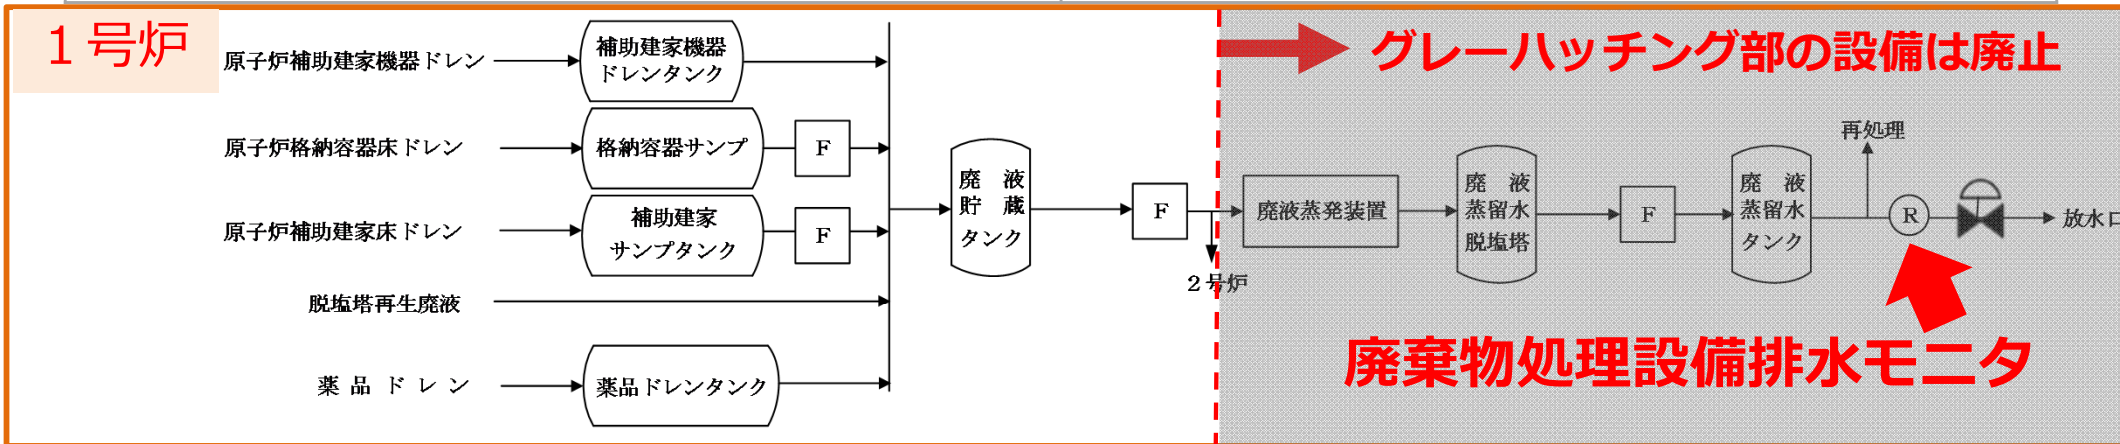 １号炉
グレーハッチング部の設備は廃止
原子炉補助建家機器ドレン
補助建家機器
ドレンタンク
原子炉格納容器床ドレン
格納容器サンプ
F
原子炉補助建家床ドレン
補助建家
サンプタンク
F
脱塩塔再生廃液
薬品ドレン
薬品ドレンタンク
廃液
貯蔵
タンク
F
２号炉
廃液蒸発装置
廃液
蒸留水
脱塩塔
F
廃液
蒸留水
タンク
再処理
R
放水口
廃棄物処理設備排水モニタ